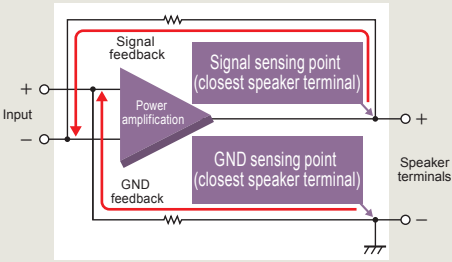 Signal
feedback
Signal sensing point
(closest speaker terminal)
+
Input
−
Power
amplification
+
GND sensing point
(closest speaker terminal)
Speaker
terminals
GND
feedback
−